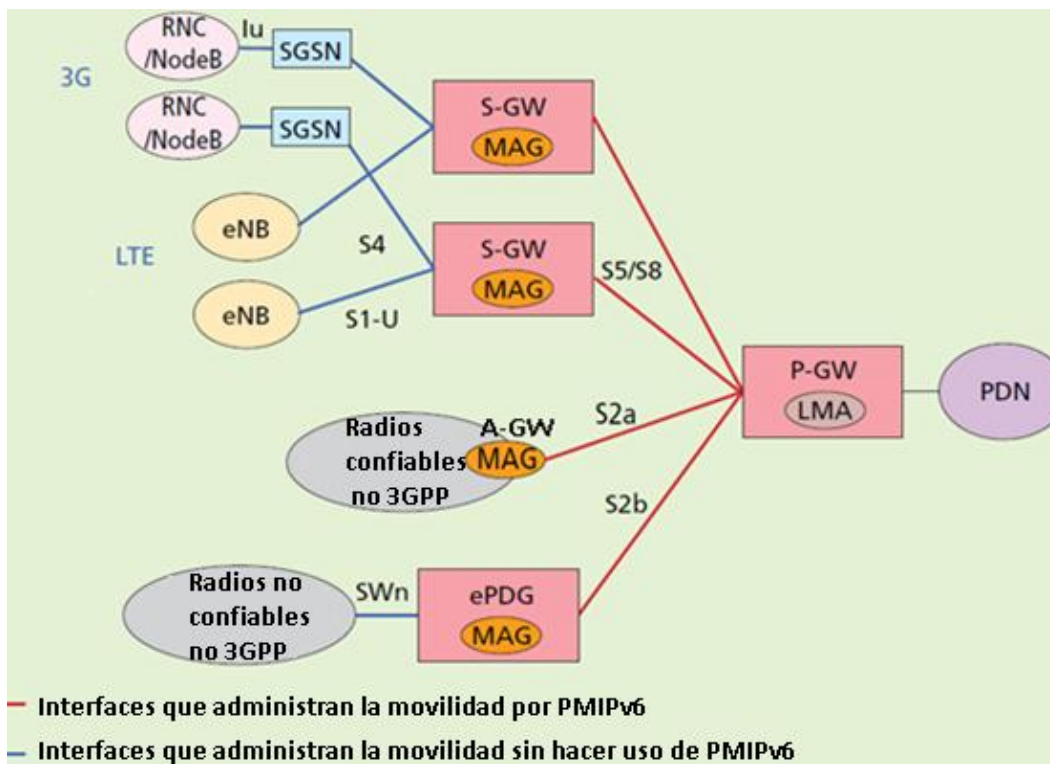 RNC
/NodeB
Iu
SGSN
3G
RNC
/NodeB
SGSN
S-GW
MAG
eNB
S4
LTE
S-GW
MAG
S5/S8
eNB
S1-U
P-GW
LMA
PDN
Radios
confiables
no 3GPP
A-GW
MAG
S2a
S2b
Radios no
confiables
no 3GPP
SWn
ePDG
MAG
Interfaces que administran la movilidad por PMIPv6
Interfaces que administran la movilidad sin hacer uso de PMIPv6